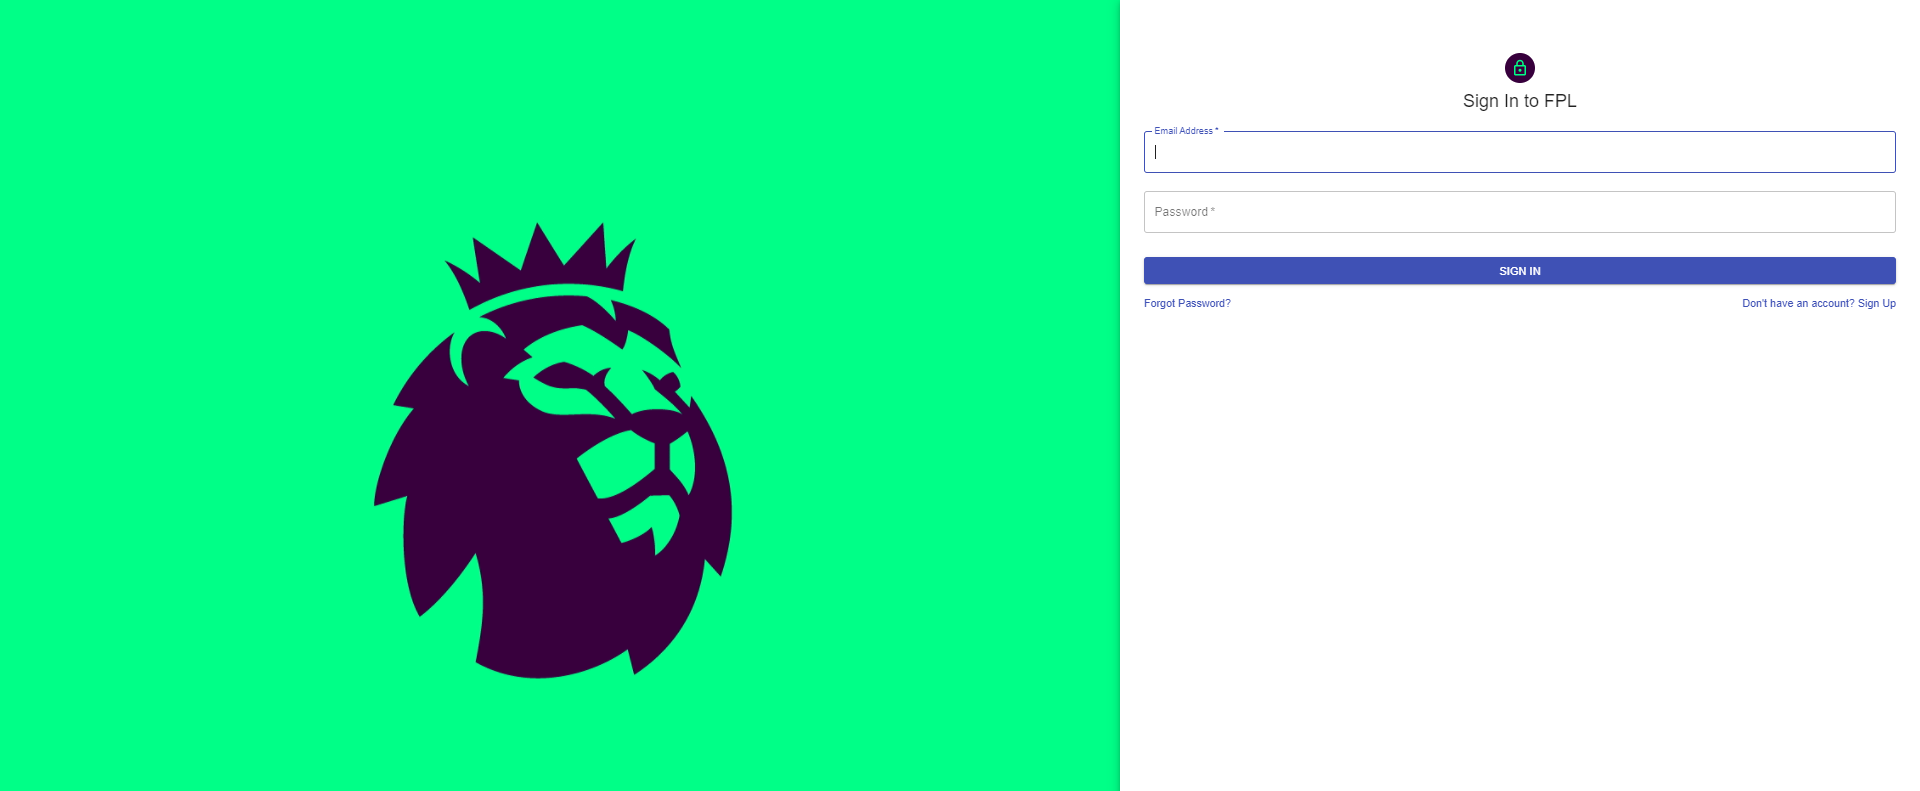 Sign In to FPL
Email Address *
Password *
SIGN IN
Forgot Password?
Don't have an account? Sign Up